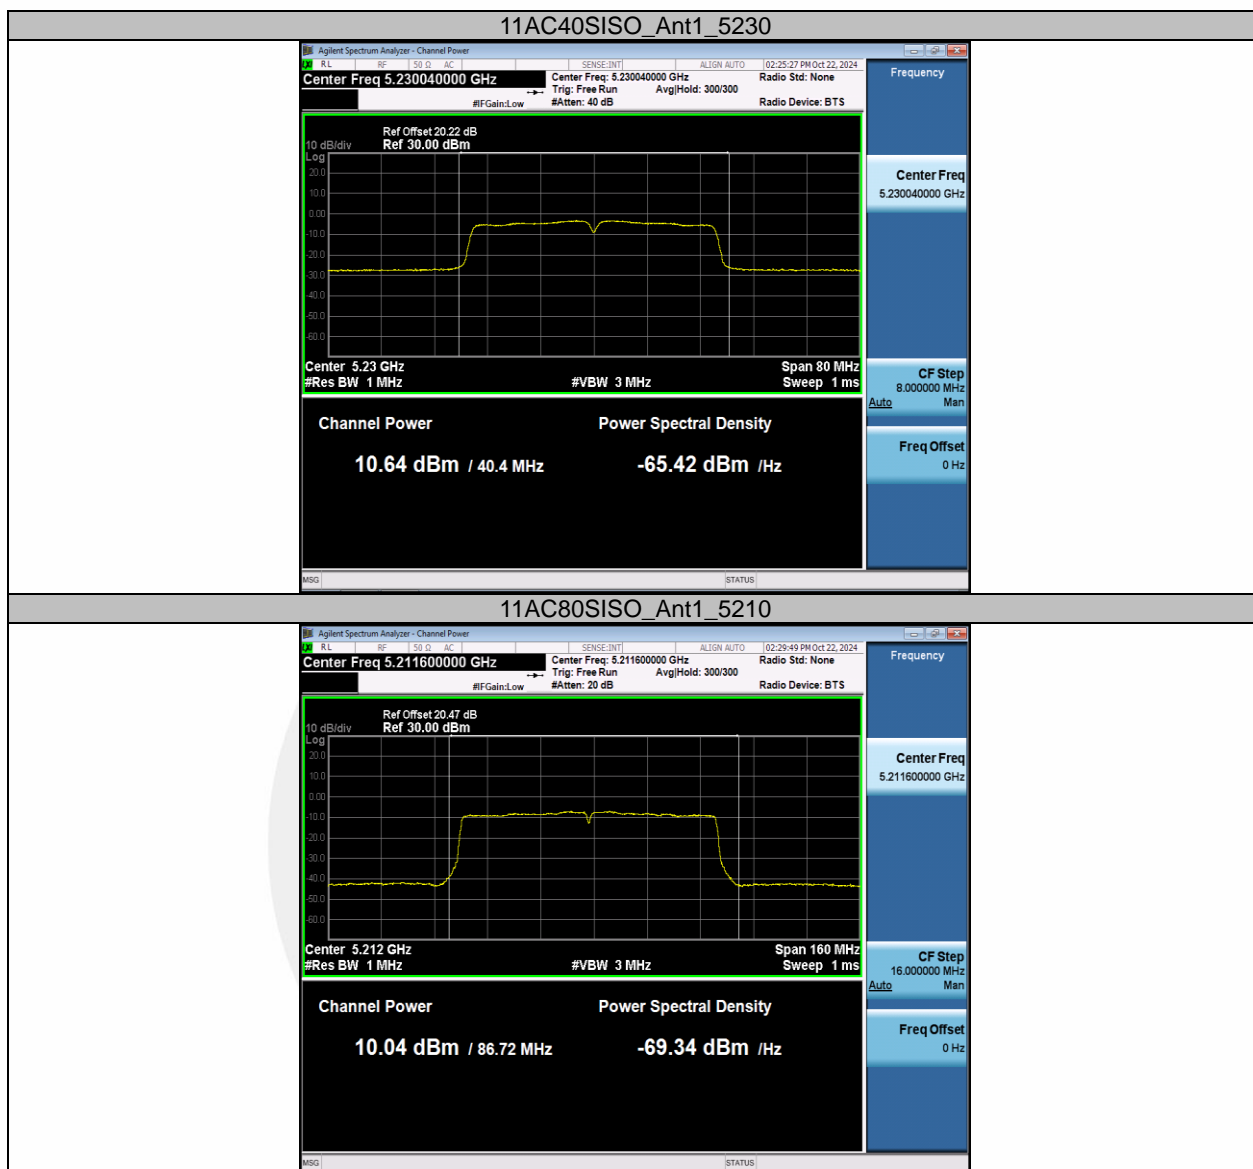 11AC40SISO_Ant1_5230
Agilent Spectrum Analyzer - Channel Power
RL RF 50 Ω AC SENSE:INT ALIGN AUTO 02:25:27 PM Oct 22, 2024
Center Freq 5.230040000 GHz Center Freq: 5.230040000 GHz Radio Std: None Frequency
Trig: Free Run Avg|Hold: 300/300
#IFGain:Low #Atten: 40 dB Radio Device: BTS
Ref Offset 20.22 dB
10 dB/div Ref 30.00 dBm
Log
20.0
10.0
0.00
-10.0
-20.0
-30.0
-40.0
-50.0
-60.0
Center 5.23 GHz Span 80 MHz
#Res BW 1 MHz #VBW 3 MHz Sweep 1 ms
Channel Power Power Spectral Density
10.64 dBm / 40.4 MHz -65.42 dBm /Hz
Center Freq
5.230040000 GHz
CF Step
8.000000 MHz
Auto Man
Freq Offset
0 Hz
MSG STATUS
11AC80SISO_Ant1_5210
Agilent Spectrum Analyzer - Channel Power
RL RF 50 Ω AC SENSE:INT ALIGN AUTO 02:29:49 PM Oct 22, 2024
Center Freq 5.211600000 GHz Center Freq: 5.211600000 GHz Radio Std: None Frequency
Trig: Free Run Avg|Hold: 300/300
#IFGain:Low #Atten: 20 dB Radio Device: BTS
Ref Offset 20.47 dB
10 dB/div Ref 30.00 dBm
Log
20.0
10.0
0.00
-10.0
-20.0
-30.0
-40.0
-50.0
-60.0
Center 5.212 GHz Span 160 MHz
#Res BW 1 MHz #VBW 3 MHz Sweep 1 ms
Channel Power Power Spectral Density
10.04 dBm / 86.72 MHz -69.34 dBm /Hz
Center Freq
5.211600000 GHz
CF Step
16.000000 MHz
Auto Man
Freq Offset
0 Hz
MSG STATUS